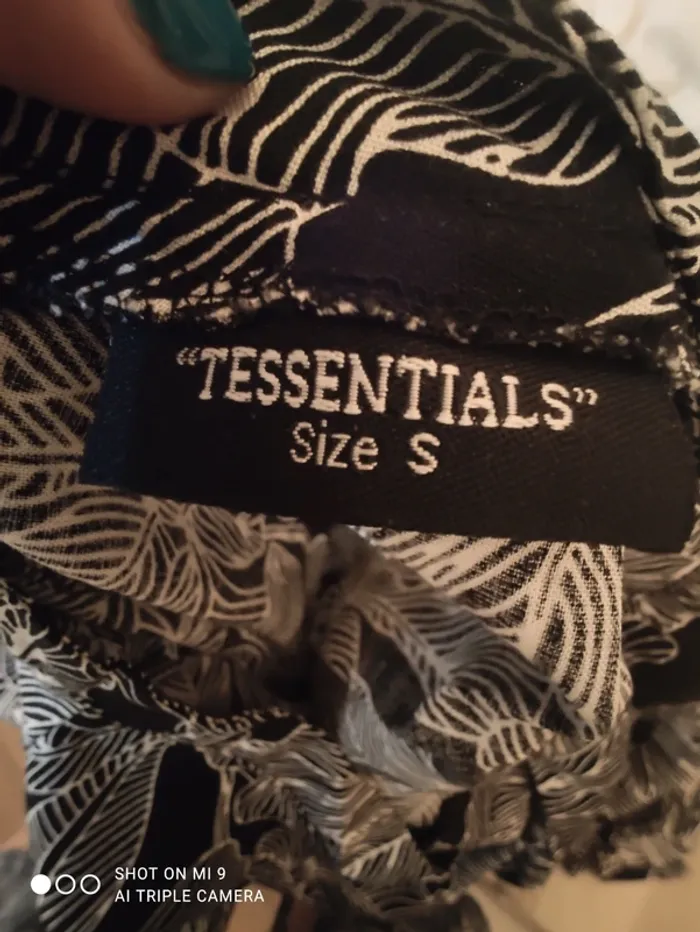 “TESSENTIALS”
Size S
SHOT ON MI 9
AI TRIPLE CAMERA